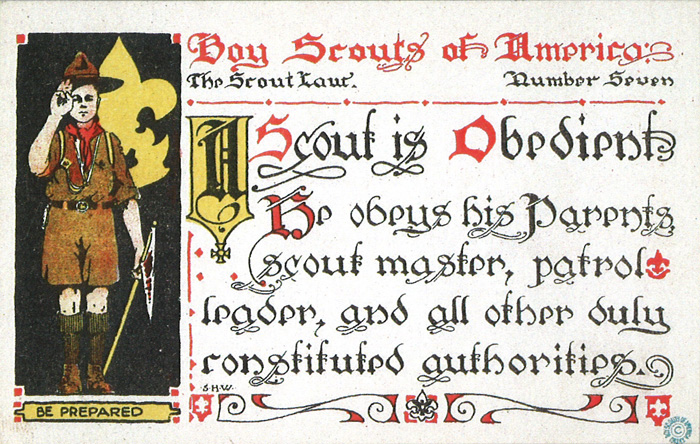 Boy Scouts of America:
The Scout Law. Number Seven
A Scout is Obedient
He obeys his Parents
scout master, patrol
leader, and all other duly
constituted authorities.
S.H.W.
BE PREPARED
©